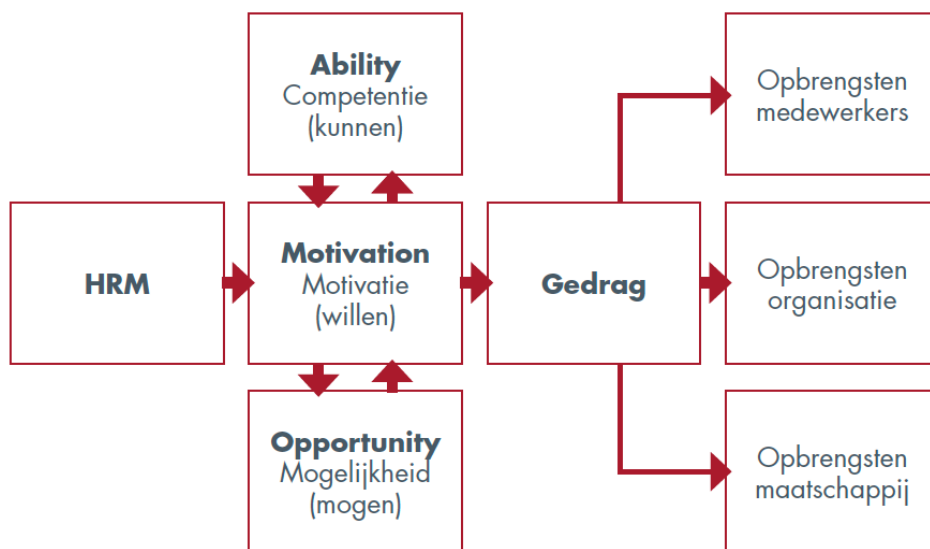 Ability
Competentie
(kunnen)
HRM
Motivation
Motivatie
(willen)
Opportunity
Mogelijkheid
(mogen)
Gedrag
Opbrengsten
medewerkers
Opbrengsten
organisatie
Opbrengsten
maatschappij